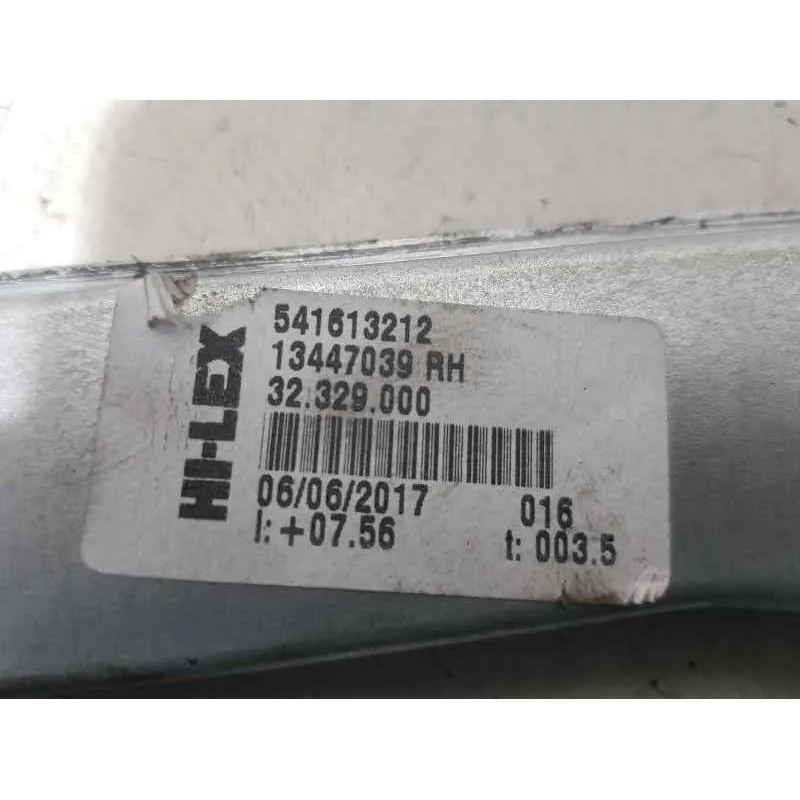 HI-LEX
541613212
13447039 RH
32.329.000
06/06/2017 016
I: +07.56 t: 003.5